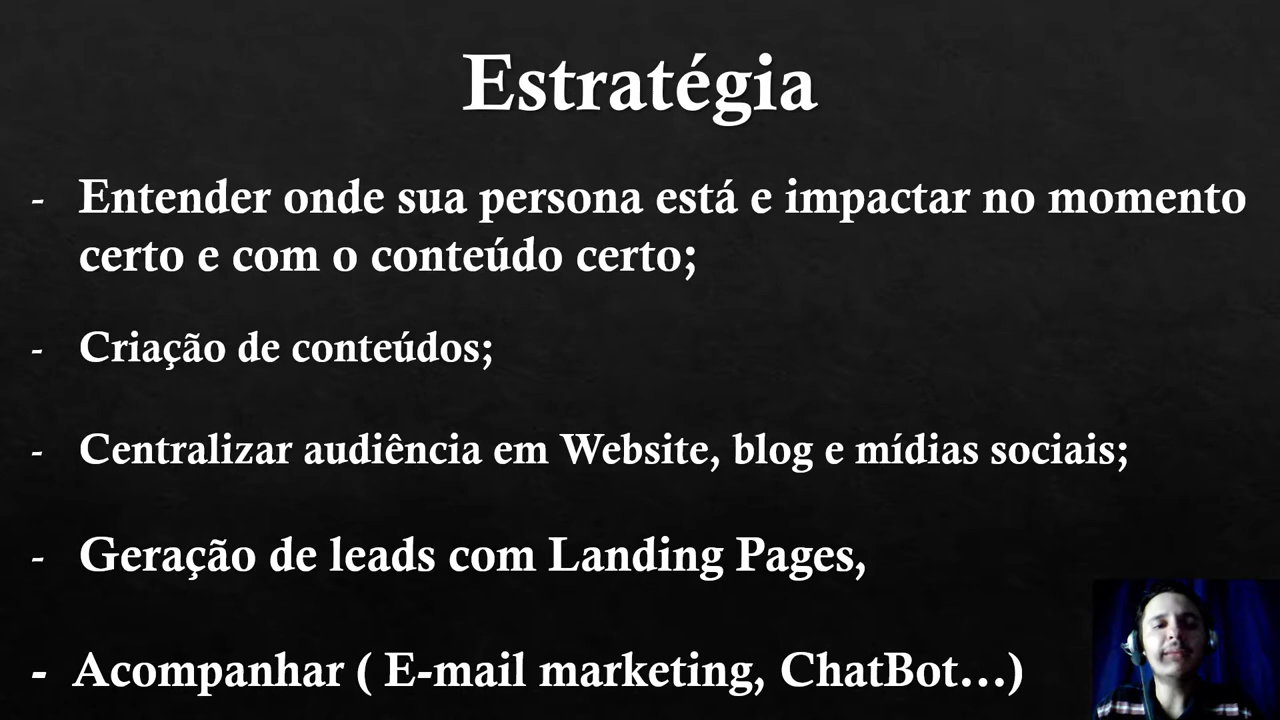 Estratégia
- Entender onde sua persona está e impactar no momento
certo e com o conteúdo certo;
- Criação de conteúdos;
- Centralizar audiência em Website, blog e mídias sociais;
- Geração de leads com Landing Pages,
- Acompanhar ( E-mail marketing, ChatBot...)